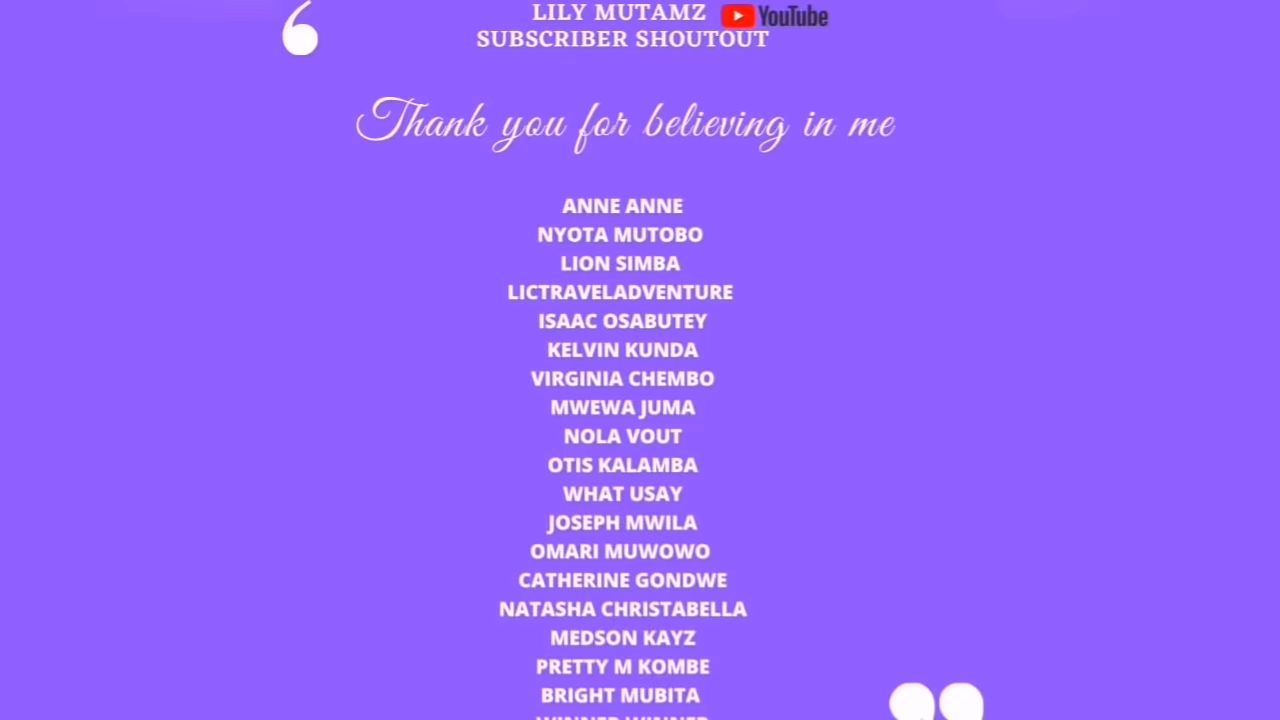 LILY MUTAMZ YouTube
SUBSCRIBER SHOUTOUT
Thank you for believing in me
ANNE ANNE
NYOTA MUTOBO
LION SIMBA
LICTRAVELADVENTURE
ISAAC OSABUTEY
KELVIN KUNDA
VIRGINIA CHEMBO
MWEWA JUMA
NOLA VOUT
OTIS KALAMBA
WHAT USAY
JOSEPH MWILA
OMARI MUWOWO
CATHERINE GONDWE
NATASHA CHRISTABELLA
MEDSON KAYZ
PRETTY M KOMBE
BRIGHT MUBITA
WINNER WINNER